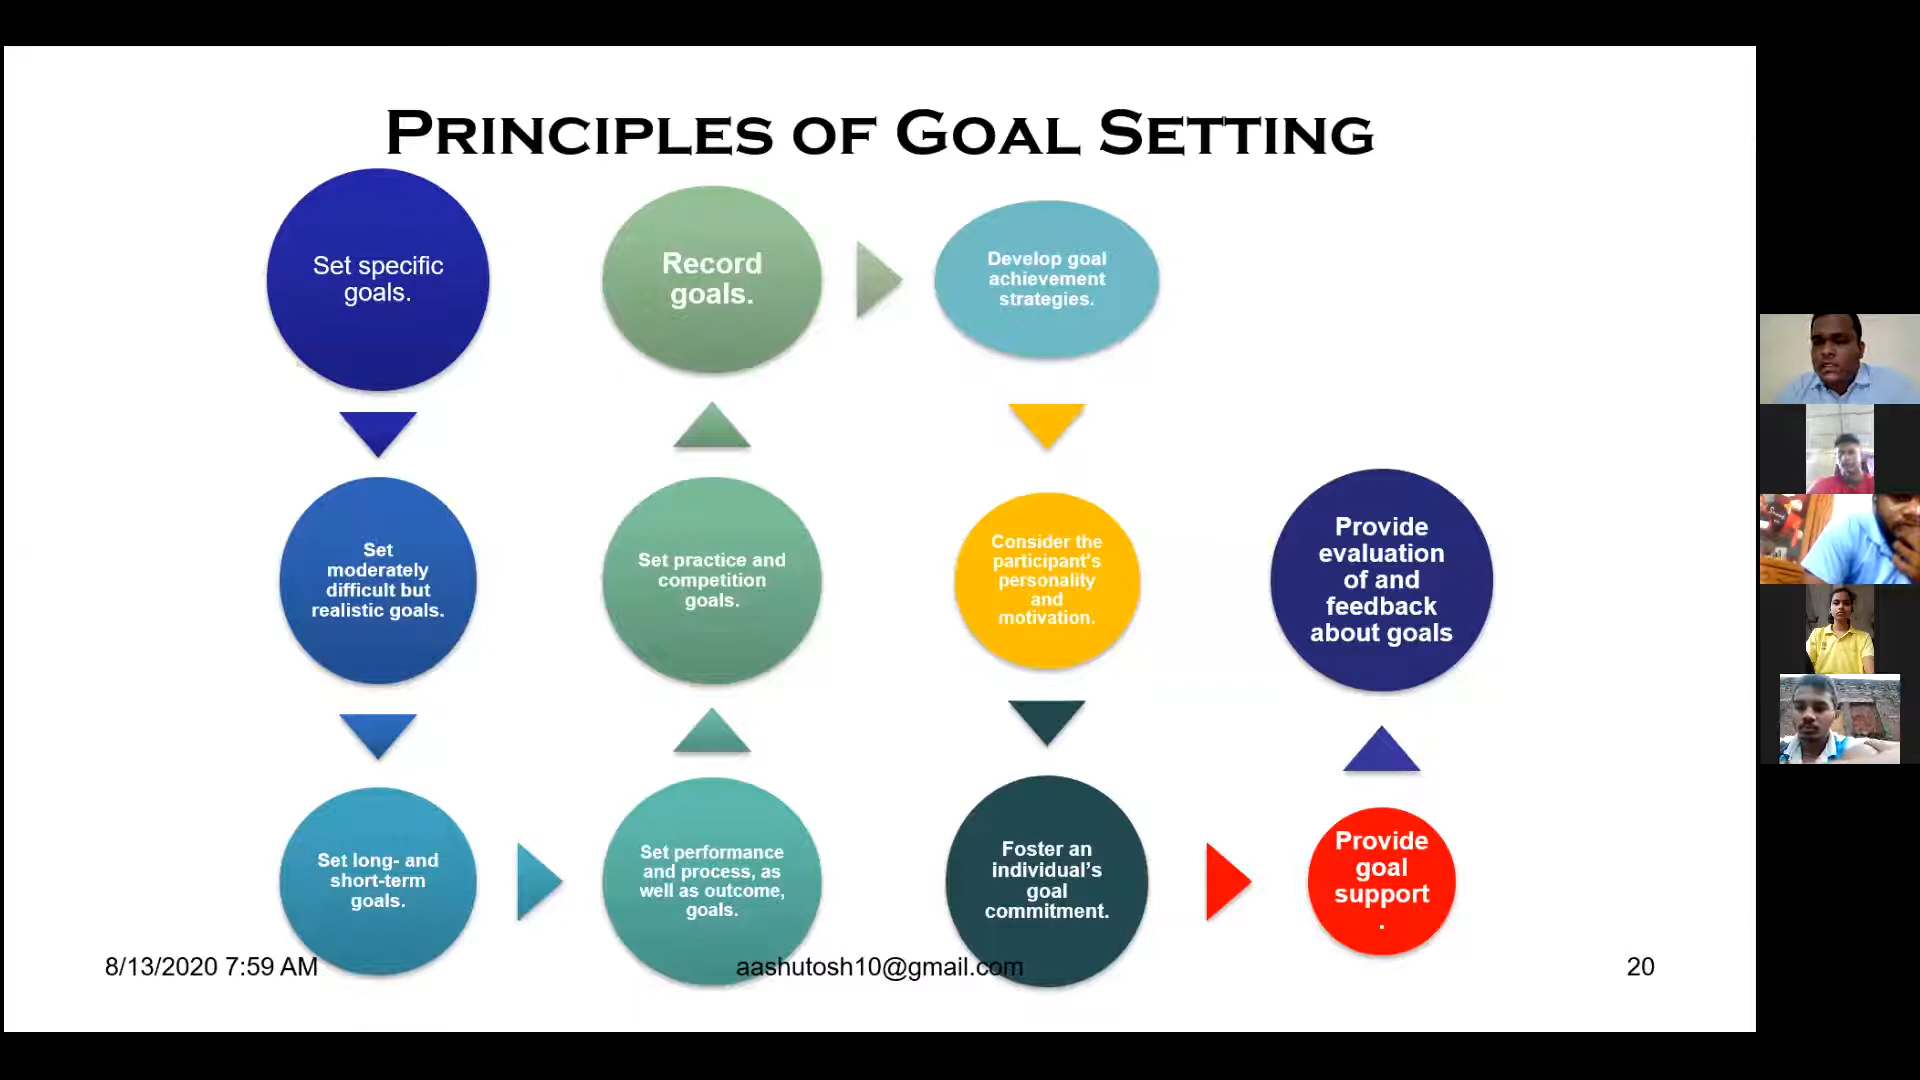 PRINCIPLES OF GOAL SETTING
Set specific
goals.
Set
moderately
difficult but
realistic goals.
Set long- and
short-term
goals.
Set performance
and process, as
well as outcome,
goals.
Set practice and
competition
goals.
Record
goals.
Develop goal
achievement
strategies.
Consider the
participant's
personality
and
motivation.
Foster an
individual’s
goal
commitment.
Provide
goal
support
.
Provide
evaluation
of and
feedback
about goals
8/13/2020 7:59 AM
aashutosh10@gmail.com
20